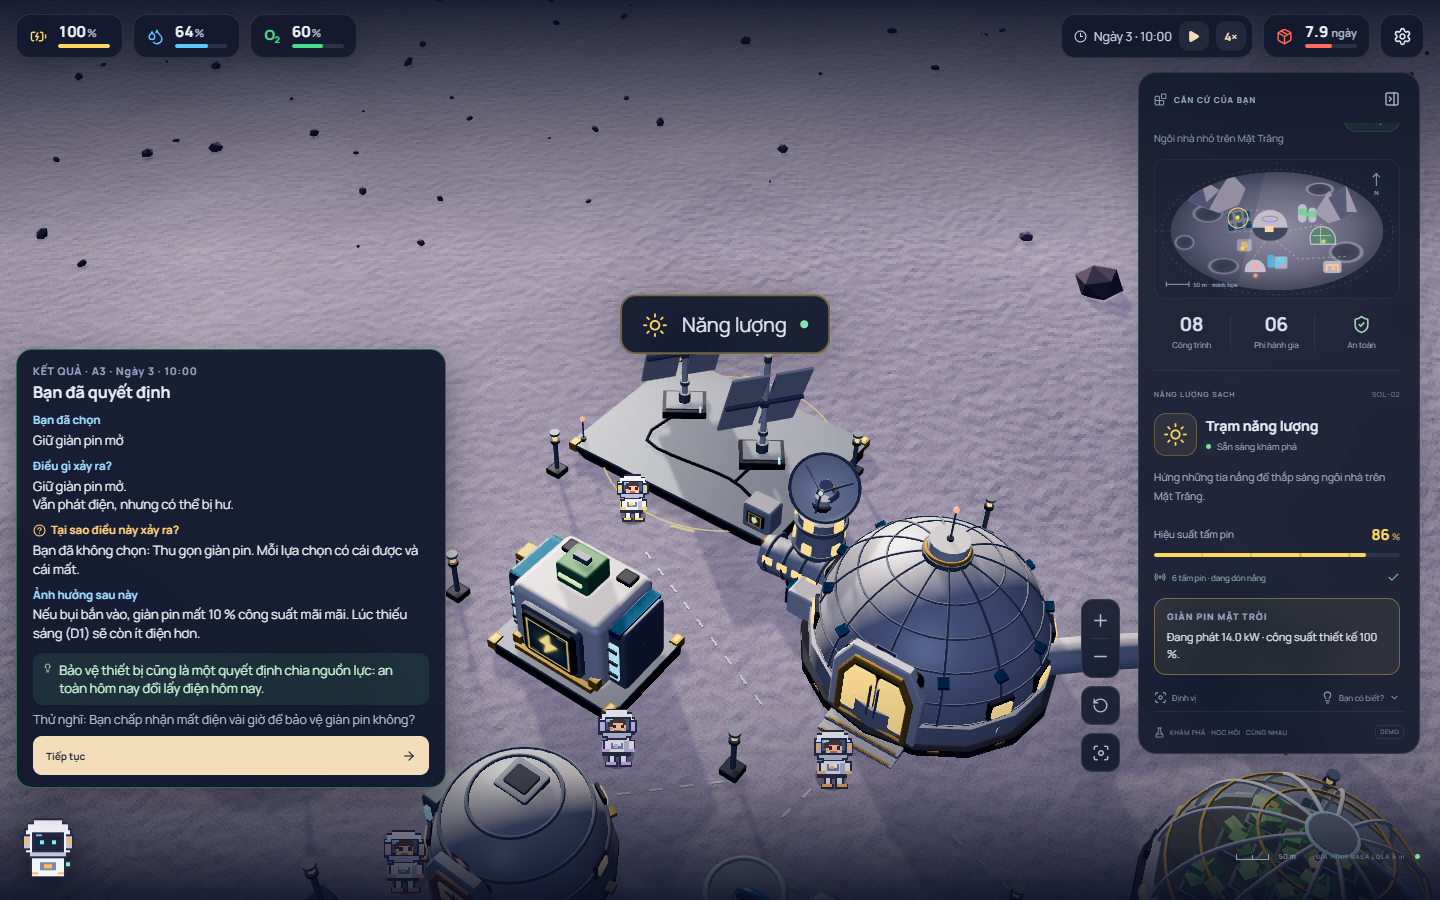 100%
64%
O₂ 60%
Ngày 3 · 10:00
4×
7.9 ngày
CĂN CỨ CỦA BẠN
Ngôi nhà nhỏ trên Mặt Trăng
N
50 m · minh họa
08
Công trình
06
Phi hành gia
An toàn
NĂNG LƯỢNG SẠCH
SOL-02
Trạm năng lượng
Sẵn sàng khám phá
Hứng những tia nắng để thắp sáng ngôi nhà trên
Mặt Trăng.
Hiệu suất tấm pin
86%
6 tấm pin · đang đón nắng
GIÀN PIN MẶT TRỜI
Đang phát 14.0 kW · công suất thiết kế 100
%.
Định vị
Bạn có biết?
KHÁM PHÁ · HỌC HỎI · CÙNG NHAU
DEMO
Năng lượng
KẾT QUẢ · A3 · Ngày 3 · 10:00
Bạn đã quyết định
Bạn đã chọn
Giữ giàn pin mở
Điều gì xảy ra?
Giữ giàn pin mở.
Vẫn phát điện, nhưng có thể bị hư.
Tại sao điều này xảy ra?
Bạn đã không chọn: Thu gọn giàn pin. Mỗi lựa chọn có cái được và
cái mất.
Ảnh hưởng sau này
Nếu bụi bắn vào, giàn pin mất 10 % công suất mãi mãi. Lúc thiếu
sáng (D1) sẽ còn ít điện hơn.
Bảo vệ thiết bị cũng là một quyết định chia nguồn lực: an
toàn hôm nay đổi lấy điện hôm nay.
Thử nghĩ: Bạn chấp nhận mất điện vài giờ để bảo vệ giàn pin không?
Tiếp tục
50 m
ĐỊA HÌNH NASA LOLA 5 m